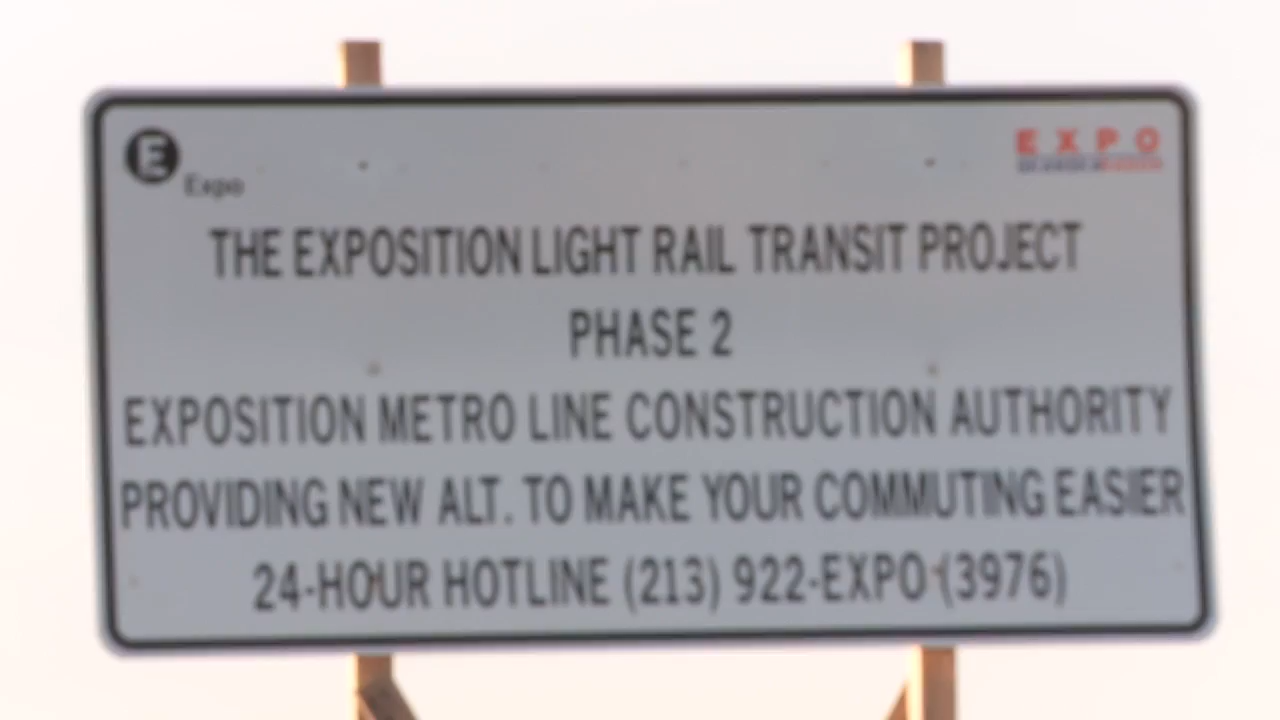 E
Expo
EXPO
THE EXPOSITION LIGHT RAIL TRANSIT PROJECT
PHASE 2
EXPOSITION METRO LINE CONSTRUCTION AUTHORITY
PROVIDING NEW ALT. TO MAKE YOUR COMMUTING EASIER
24-HOUR HOTLINE (213) 922-EXPO (3976)